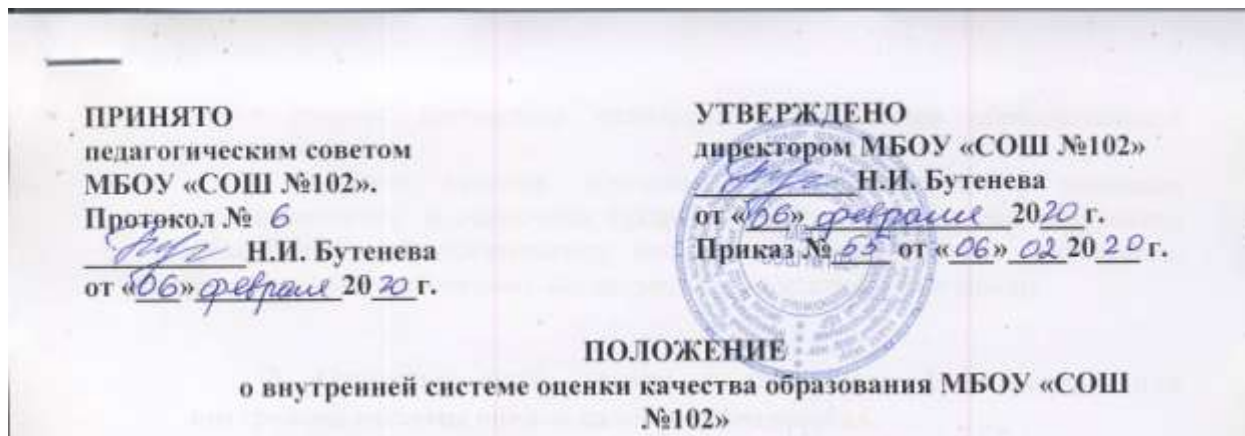 ПРИНЯТО
педагогическим советом
МБОУ «СОШ №102».
Протокол № 6
Н.И. Бутенева
от «06» февраля 2020 г.
УТВЕРЖДЕНО
директором МБОУ «СОШ №102»
Н.И. Бутенева
от «06» февраля 2020 г.
Приказ № 55 от «06» 02 2020 г.
ПОЛОЖЕНИЕ
о внутренней системе оценки качества образования МБОУ «СОШ
№102»